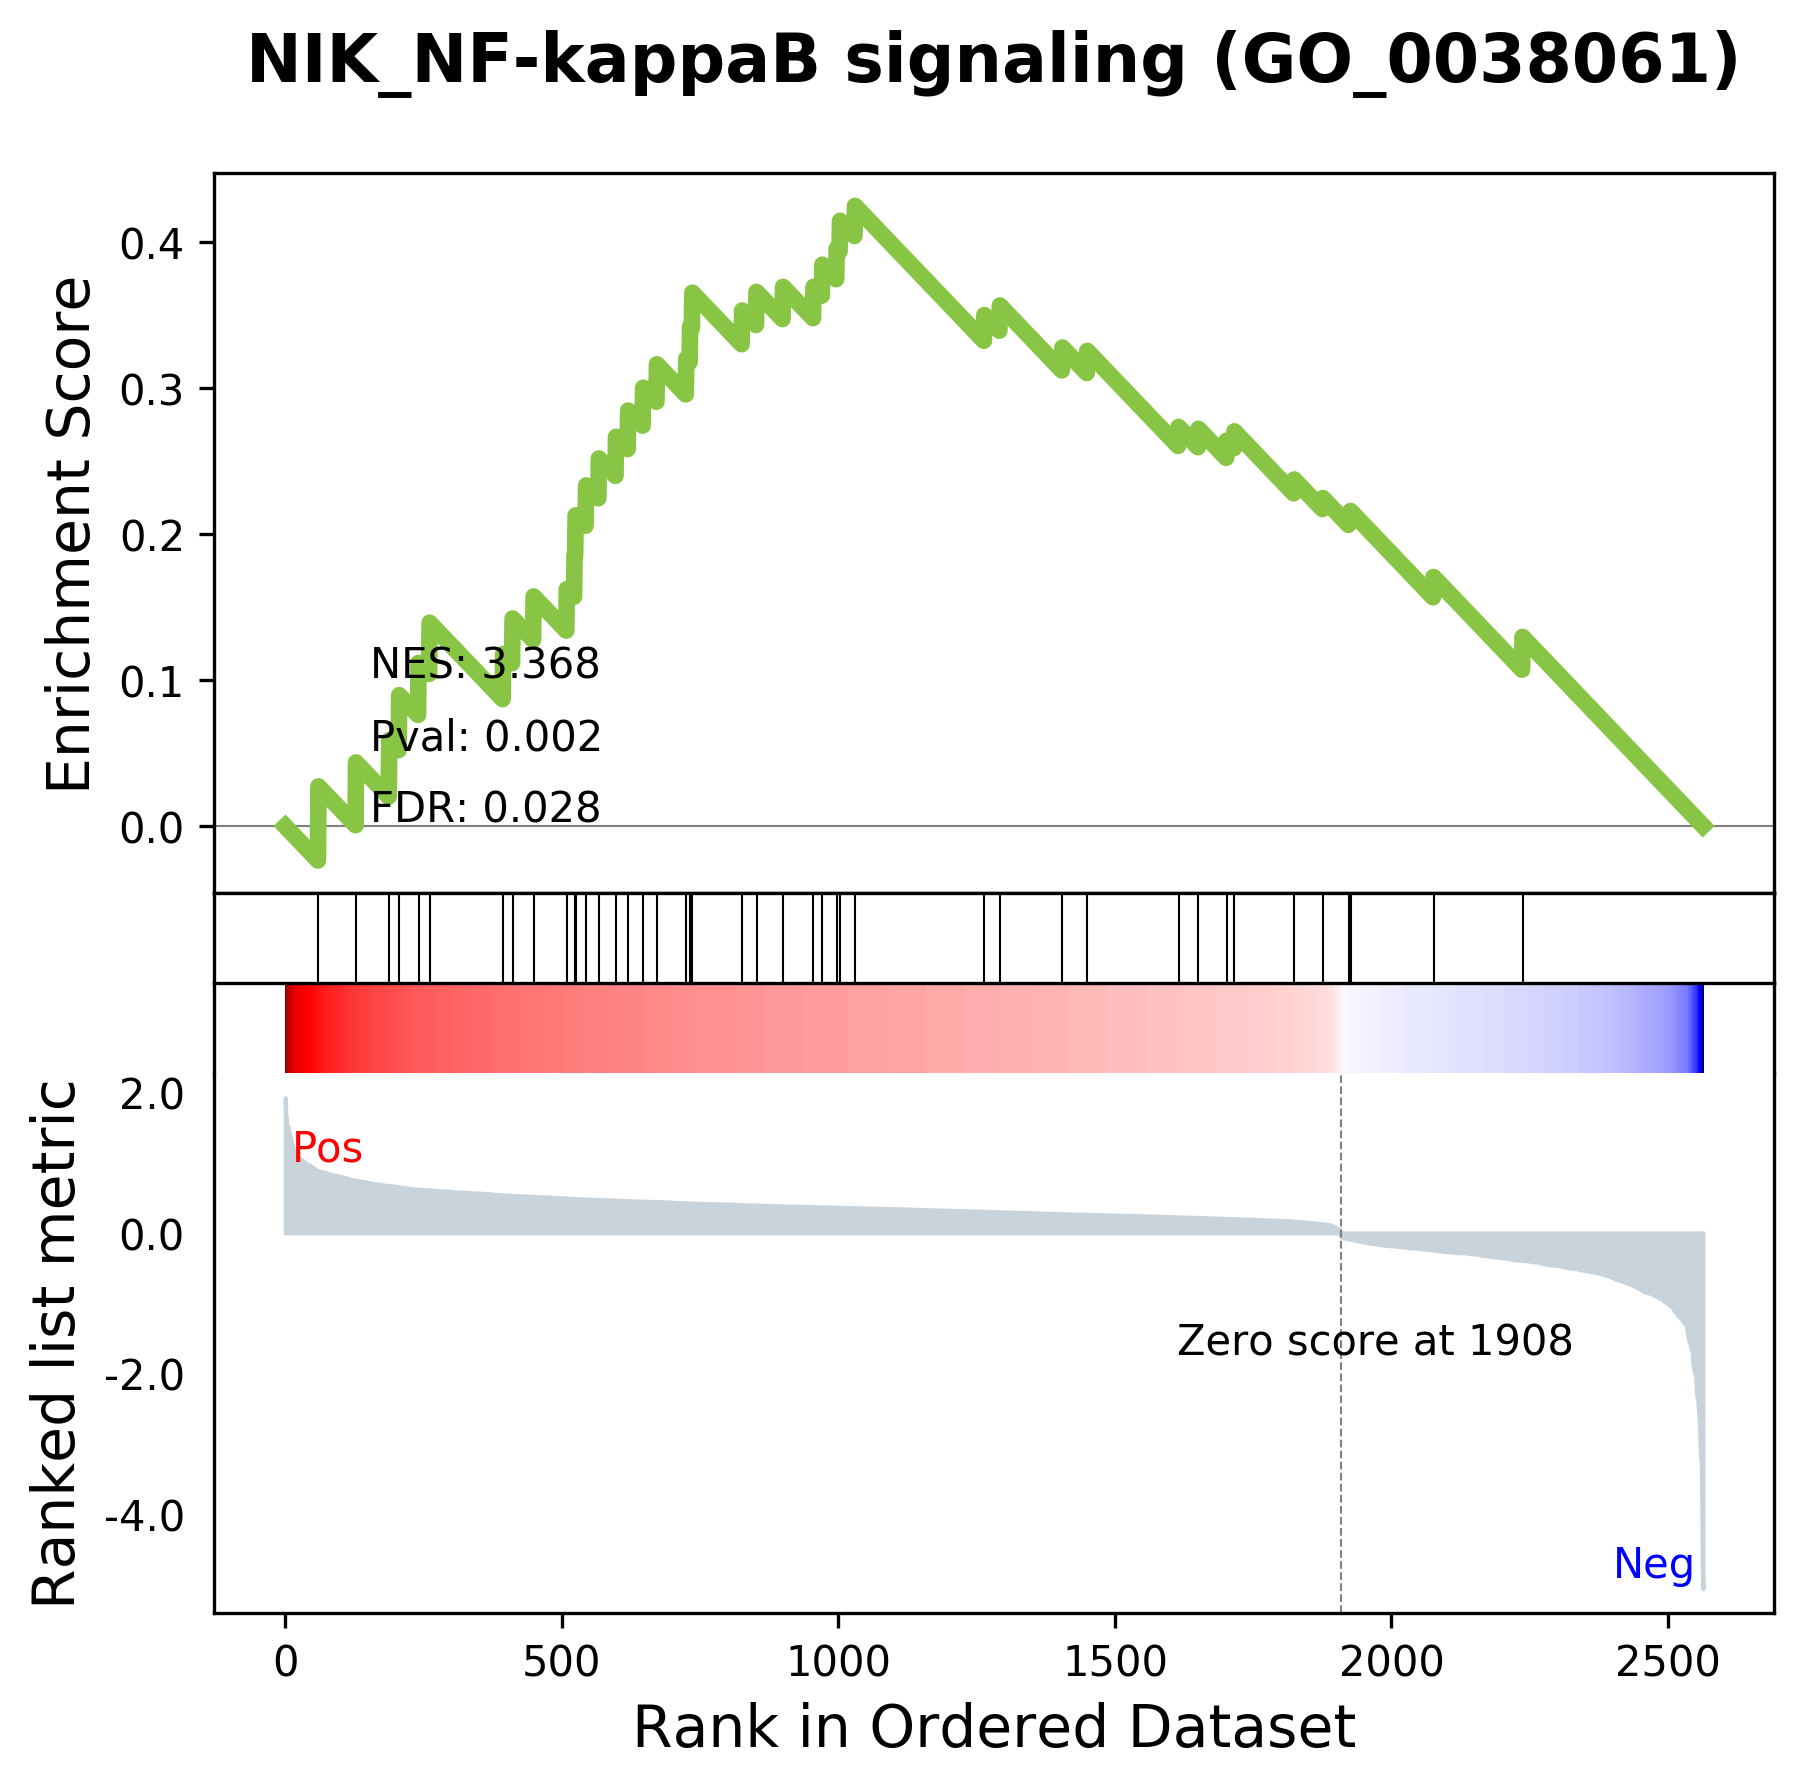 NIK_NF-kappaB signaling (GO_0038061)
Enrichment Score
0.4
0.3
0.2
0.1
0.0
NES: 3.368
Pval: 0.002
FDR: 0.028
Ranked list metric
2.0
0.0
-2.0
-4.0
Pos
Zero score at 1908
Neg
0 500 1000 1500 2000 2500
Rank in Ordered Dataset